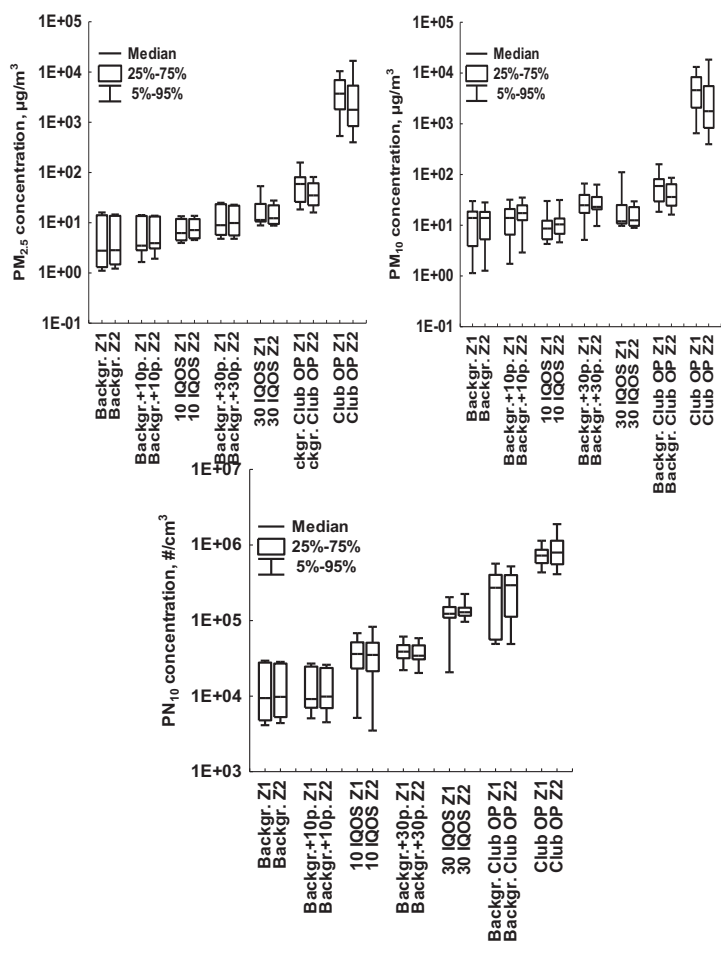 1E+05
1E+04
1E+03
1E+02
1E+01
1E+00
1E-01
PM2.5 concentration, µg/m³
Median
25%-75%
5%-95%
Backgr. Z1
Backgr. Z2
Backgr.+10p. Z1
Backgr.+10p. Z2
10 IQOS Z1
10 IQOS Z2
Backgr.+30p. Z1
Backgr.+30p. Z2
30 IQOS Z1
30 IQOS Z2
ckgr. Club OP Z1
ckgr. Club OP Z2
Club OP Z1
Club OP Z2
1E+05
1E+04
1E+03
1E+02
1E+01
1E+00
1E-01
PM10 concentration, µg/m³
Median
25%-75%
5%-95%
Backgr. Z1
Backgr. Z2
Backgr.+10p. Z1
Backgr.+10p. Z2
10 IQOS Z1
10 IQOS Z2
Backgr.+30p. Z1
Backgr.+30p. Z2
30 IQOS Z1
30 IQOS Z2
Backgr. Club OP Z1
Backgr. Club OP Z2
Club OP Z1
Club OP Z2
1E+07
1E+06
1E+05
1E+04
1E+03
PN10 concentration, #/cm³
Median
25%-75%
5%-95%
Backgr. Z1
Backgr. Z2
Backgr.+10p. Z1
Backgr.+10p. Z2
10 IQOS Z1
10 IQOS Z2
Backgr.+30p. Z1
Backgr.+30p. Z2
30 IQOS Z1
30 IQOS Z2
Backgr. Club OP Z1
Backgr. Club OP Z2
Club OP Z1
Club OP Z2